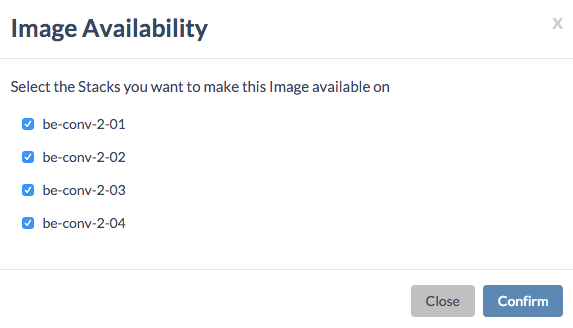 Image Availability
x
Select the Stacks you want to make this Image available on
be-conv-2-01
be-conv-2-02
be-conv-2-03
be-conv-2-04
Close
Confirm